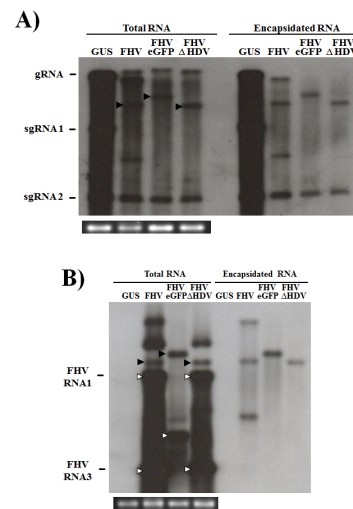 A)
Total RNA Encapsidated RNA
GUS FHV FHV eGFP FHV ΔHDV GUS FHV FHV eGFP FHV Δ HDV
gRNA
sgRNA1
sgRNA2
B)
Total RNA Encapsidated RNA
GUS FHV FHV eGFP FHV ΔHDV GUS FHV FHV eGFP FHV ΔHDV
FHV
RNA1
FHV
RNA3